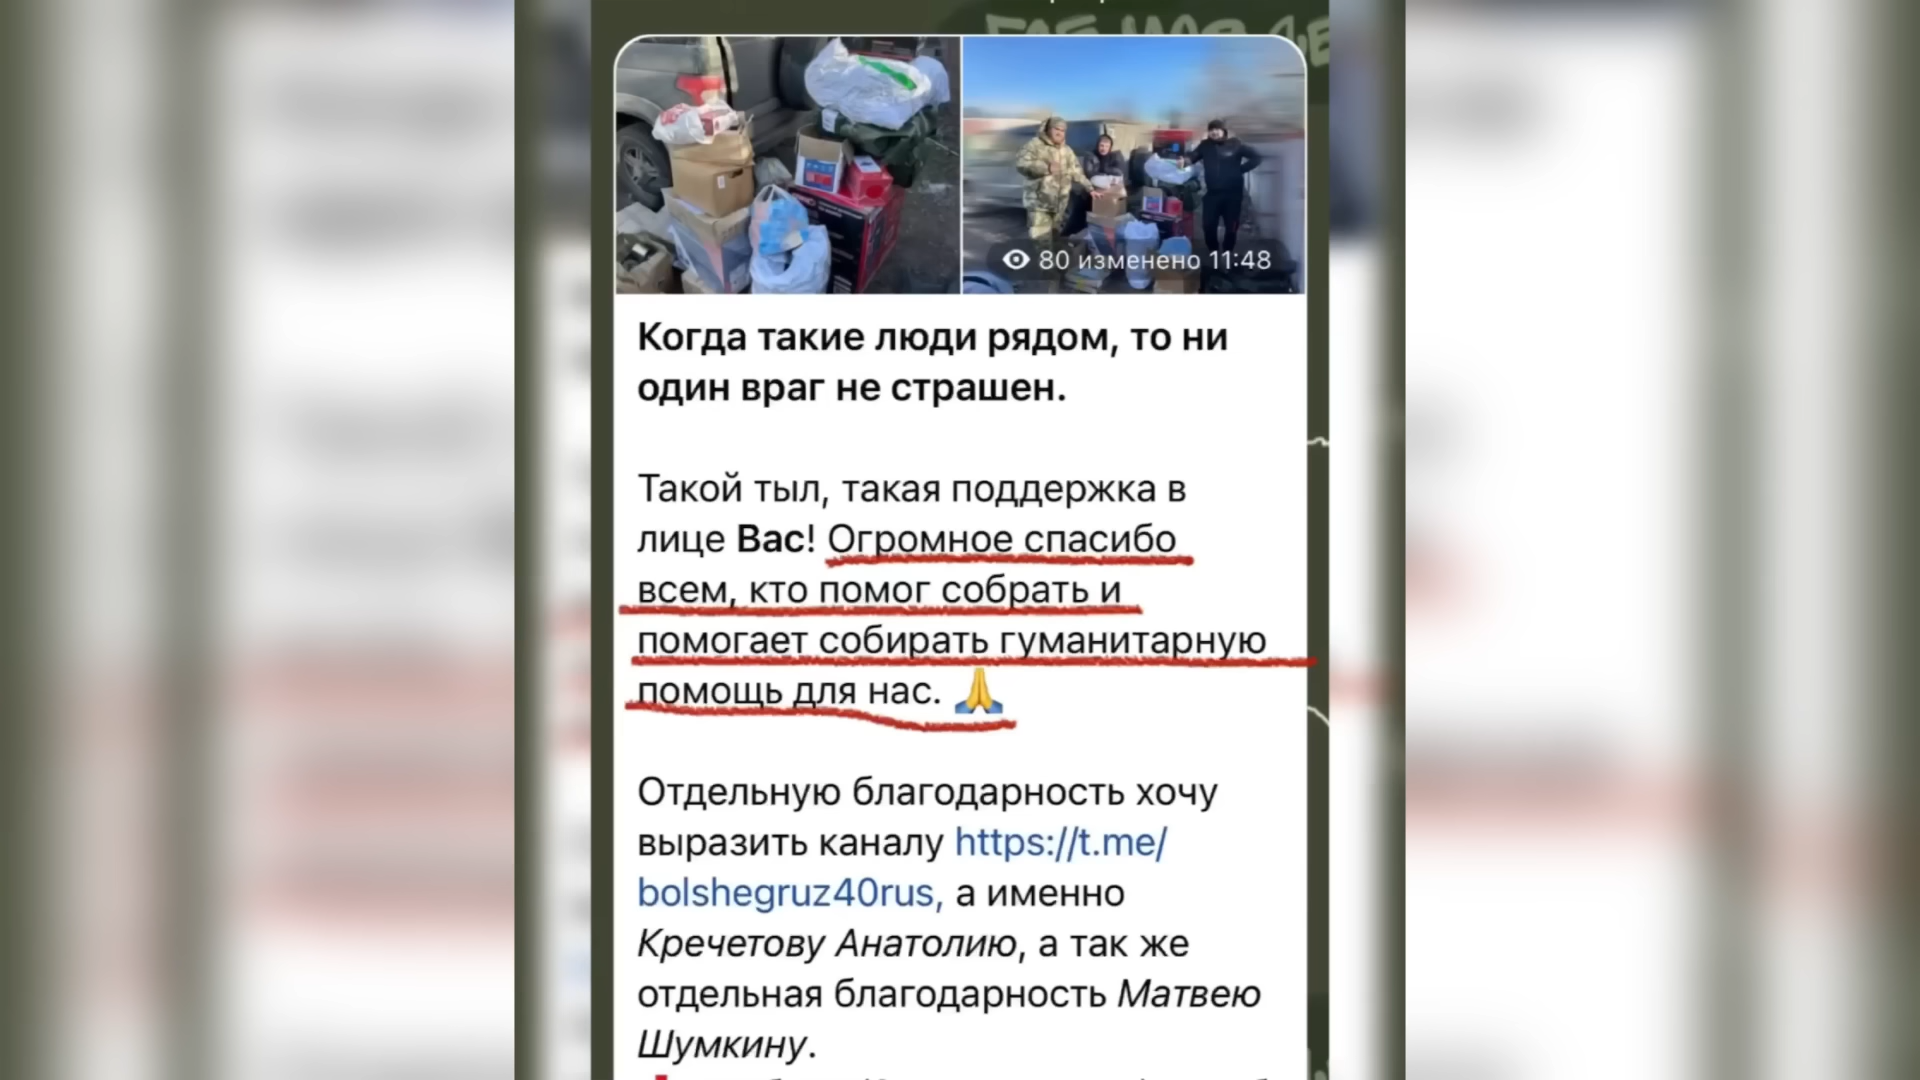 80 изменено 11:48
Когда такие люди рядом, то ни
один враг не страшен.
Такой тыл, такая поддержка в
лице Вас! Огромное спасибо
всем, кто помог собрать и
помогает собирать гуманитарную
помощь для нас. 🙏
Отдельную благодарность хочу
выразить каналу https://t.me/
bolshegruz40rus, а именно
Кречетову Анатолию, а так же
отдельная благодарность Матвею
Шумкину.